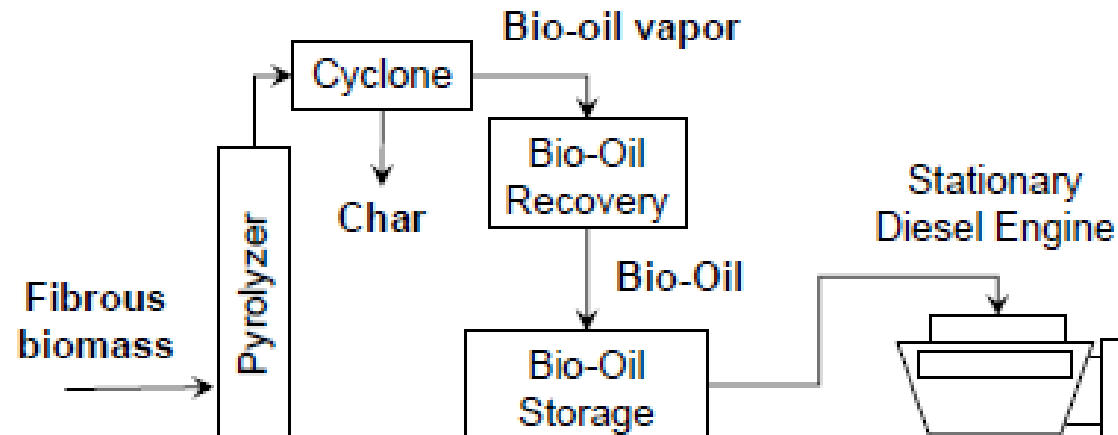 Bio-oil vapor
Cyclone
Bio-Oil
Recovery
Char
Stationary
Diesel Engine
Pyrolyzer
Fibrous
biomass
Bio-Oil
Bio-Oil
Storage